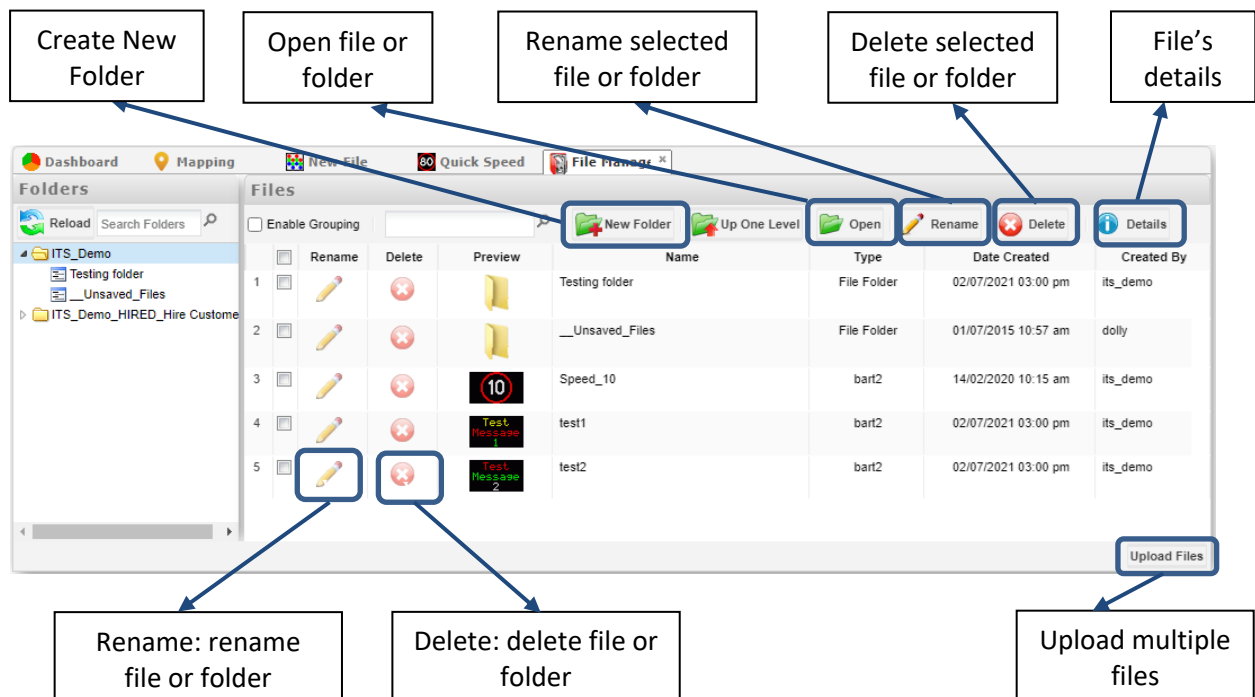 Create New
Folder
Open file or
folder
Rename selected
file or folder
Delete selected
file or folder
File’s
details
Dashboard Mapping New File 80 Quick Speed File Manage ×
Folders Files
Reload Search Folders Enable Grouping New Folder Up One Level Open Rename Delete Details
ITS_Demo
Testing folder
__Unsaved_Files
ITS_Demo_HIRED_Hire Custome
Rename Delete Preview Name Type Date Created Created By
1 Testing folder File Folder 02/07/2021 03:00 pm its_demo
2 __Unsaved_Files File Folder 01/07/2015 10:57 am dolly
3 10 Speed_10 bart2 14/02/2020 10:15 am its_demo
4 Test
Message
1
test1 bart2 02/07/2021 03:00 pm its_demo
5 Test
Message
2
test2 bart2 02/07/2021 03:00 pm its_demo
Upload Files
Rename: rename
file or folder
Delete: delete file or
folder
Upload multiple
files